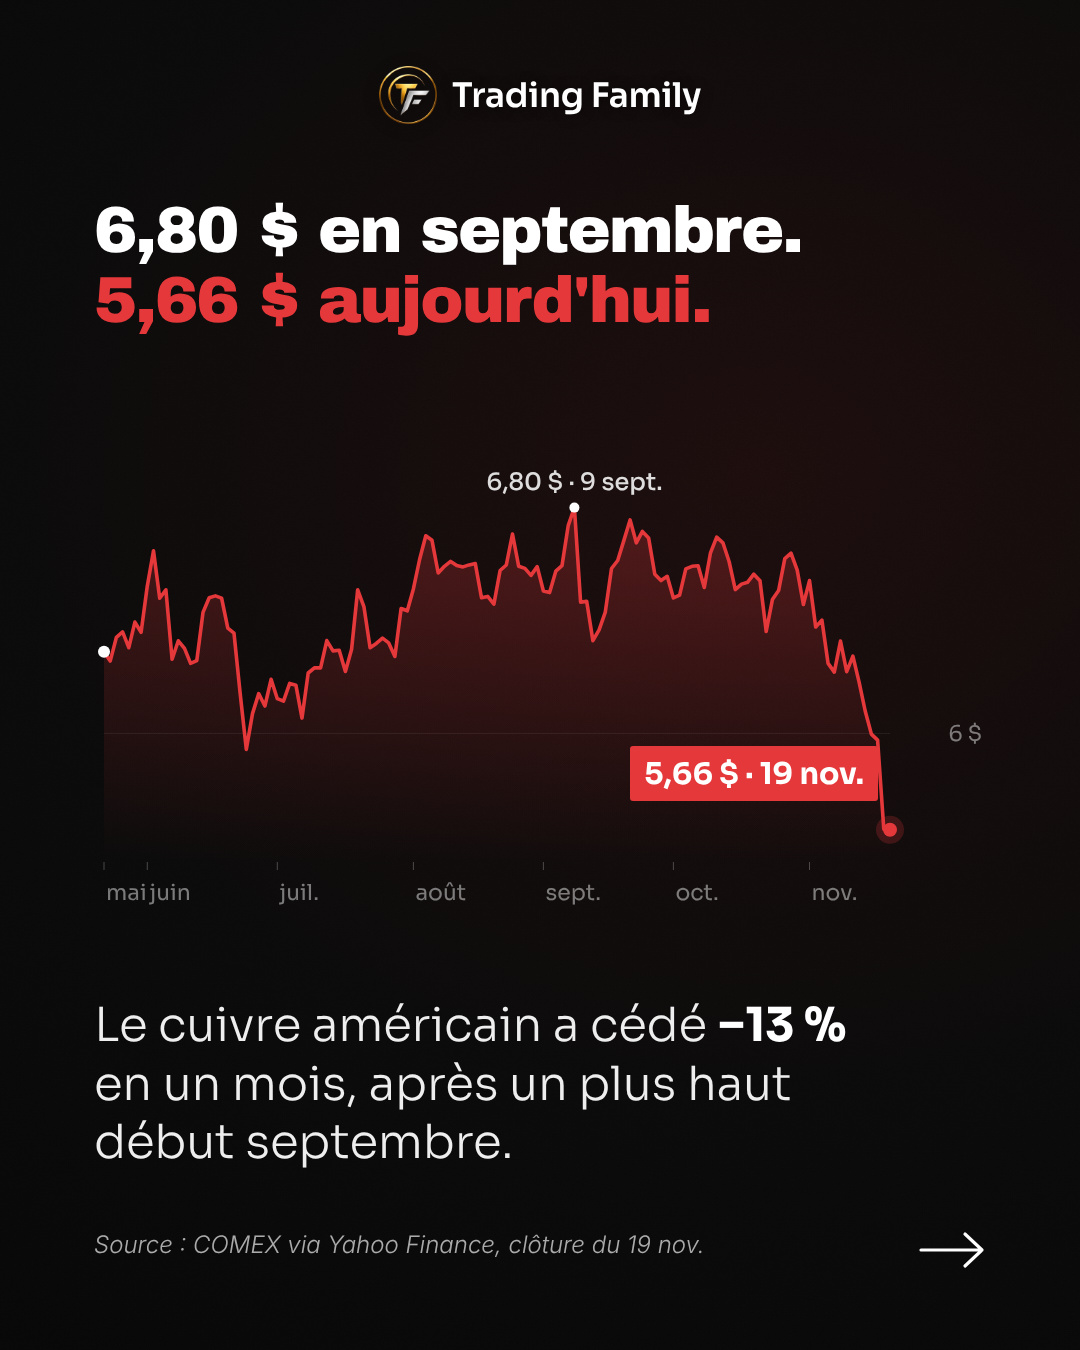 Trading Family
6,80 $ en septembre.
5,66 $ aujourd'hui.
6,80 $ · 9 sept.
6 $
5,66 $ · 19 nov.
mai juin juil. août sept. oct. nov.
Le cuivre américain a cédé −13 %
en un mois, après un plus haut
début septembre.
Source : COMEX via Yahoo Finance, clôture du 19 nov.